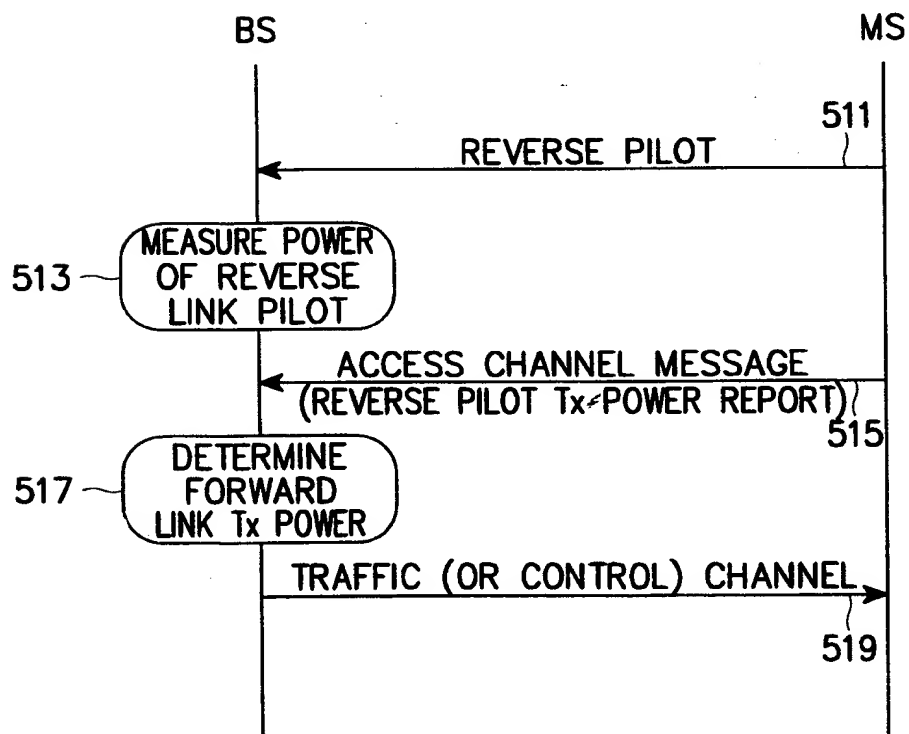 BS
MS
511
REVERSE PILOT
513
MEASURE POWER
OF REVERSE
LINK PILOT
ACCESS CHANNEL MESSAGE
(REVERSE PILOT Tx POWER REPORT)
515
517
DETERMINE
FORWARD
LINK Tx POWER
TRAFFIC (OR CONTROL) CHANNEL
519